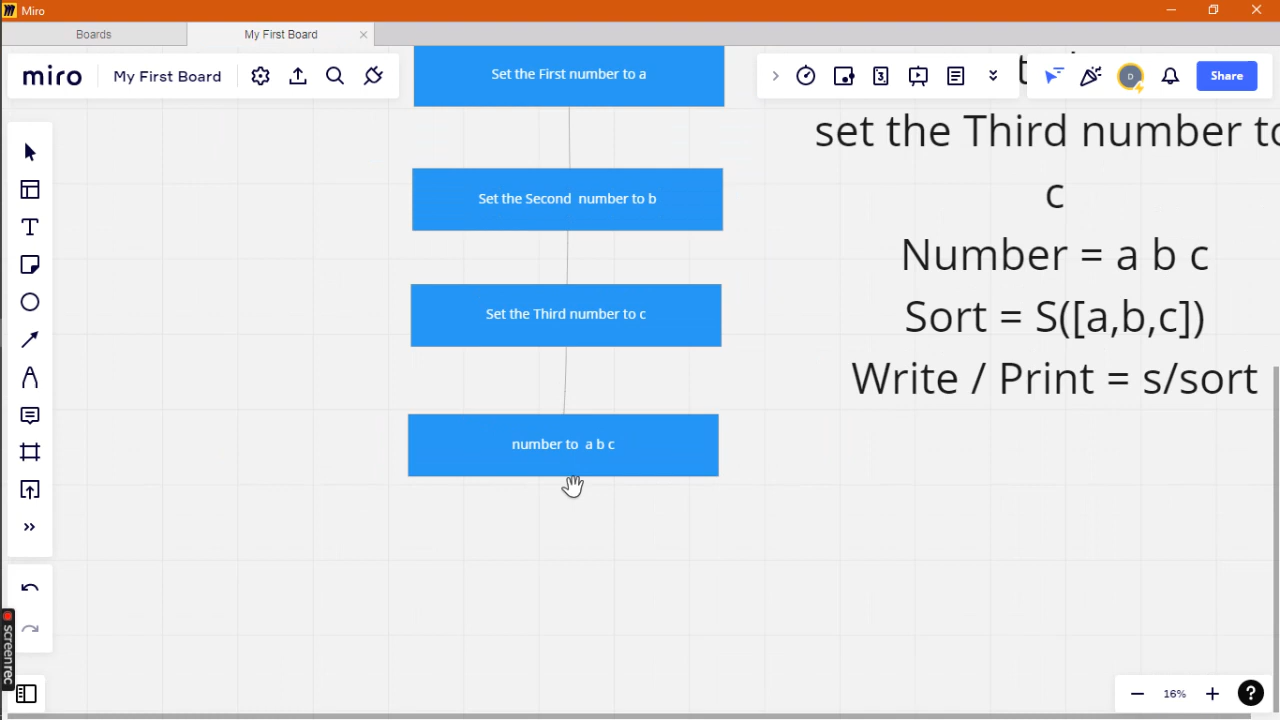 Miro
Boards
My First Board
miro
My First Board
3
D
Share
Set the First number to a
Set the Second  number to b
Set the Third number to c
number to  a b c
set the Third number to
c
Number = a b c
Sort = S([a,b,c])
Write / Print = s/sort
screenrec
16%